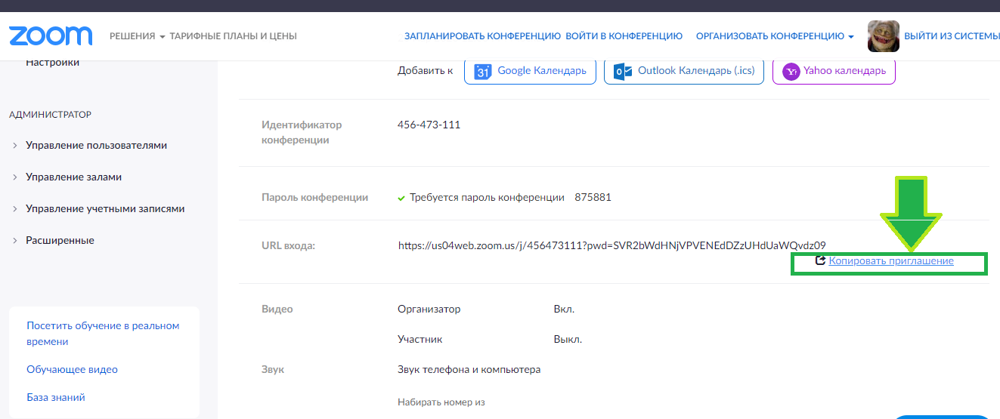 zoom РЕШЕНИЯ ТАРИФНЫЕ ПЛАНЫ И ЦЕНЫ ЗАПЛАНИРОВАТЬ КОНФЕРЕНЦИЮ ВОЙТИ В КОНФЕРЕНЦИЮ ОРГАНИЗОВАТЬ КОНФЕРЕНЦИЮ ВЫЙТИ ИЗ СИСТЕМЫ
Настройки
АДМИНИСТРАТОР
Управление пользователями
Управление залами
Управление учетными записями
Расширенные
Посетить обучение в реальном
времени
Обучающее видео
База знаний
Добавить к 31 Google Календарь Outlook Календарь (.ics) Yahoo календарь
Идентификатор
конференции
456-473-111
Пароль конференции Требуется пароль конференции 875881
URL входа: https://us04web.zoom.us/j/456473111?pwd=SVR2bWdHNjVPVENEdDZzUHdUaWQvdz09
Копировать приглашение
Видео Организатор Вкл.
Участник Выкл.
Звук Звук телефона и компьютера
Набирать номер из